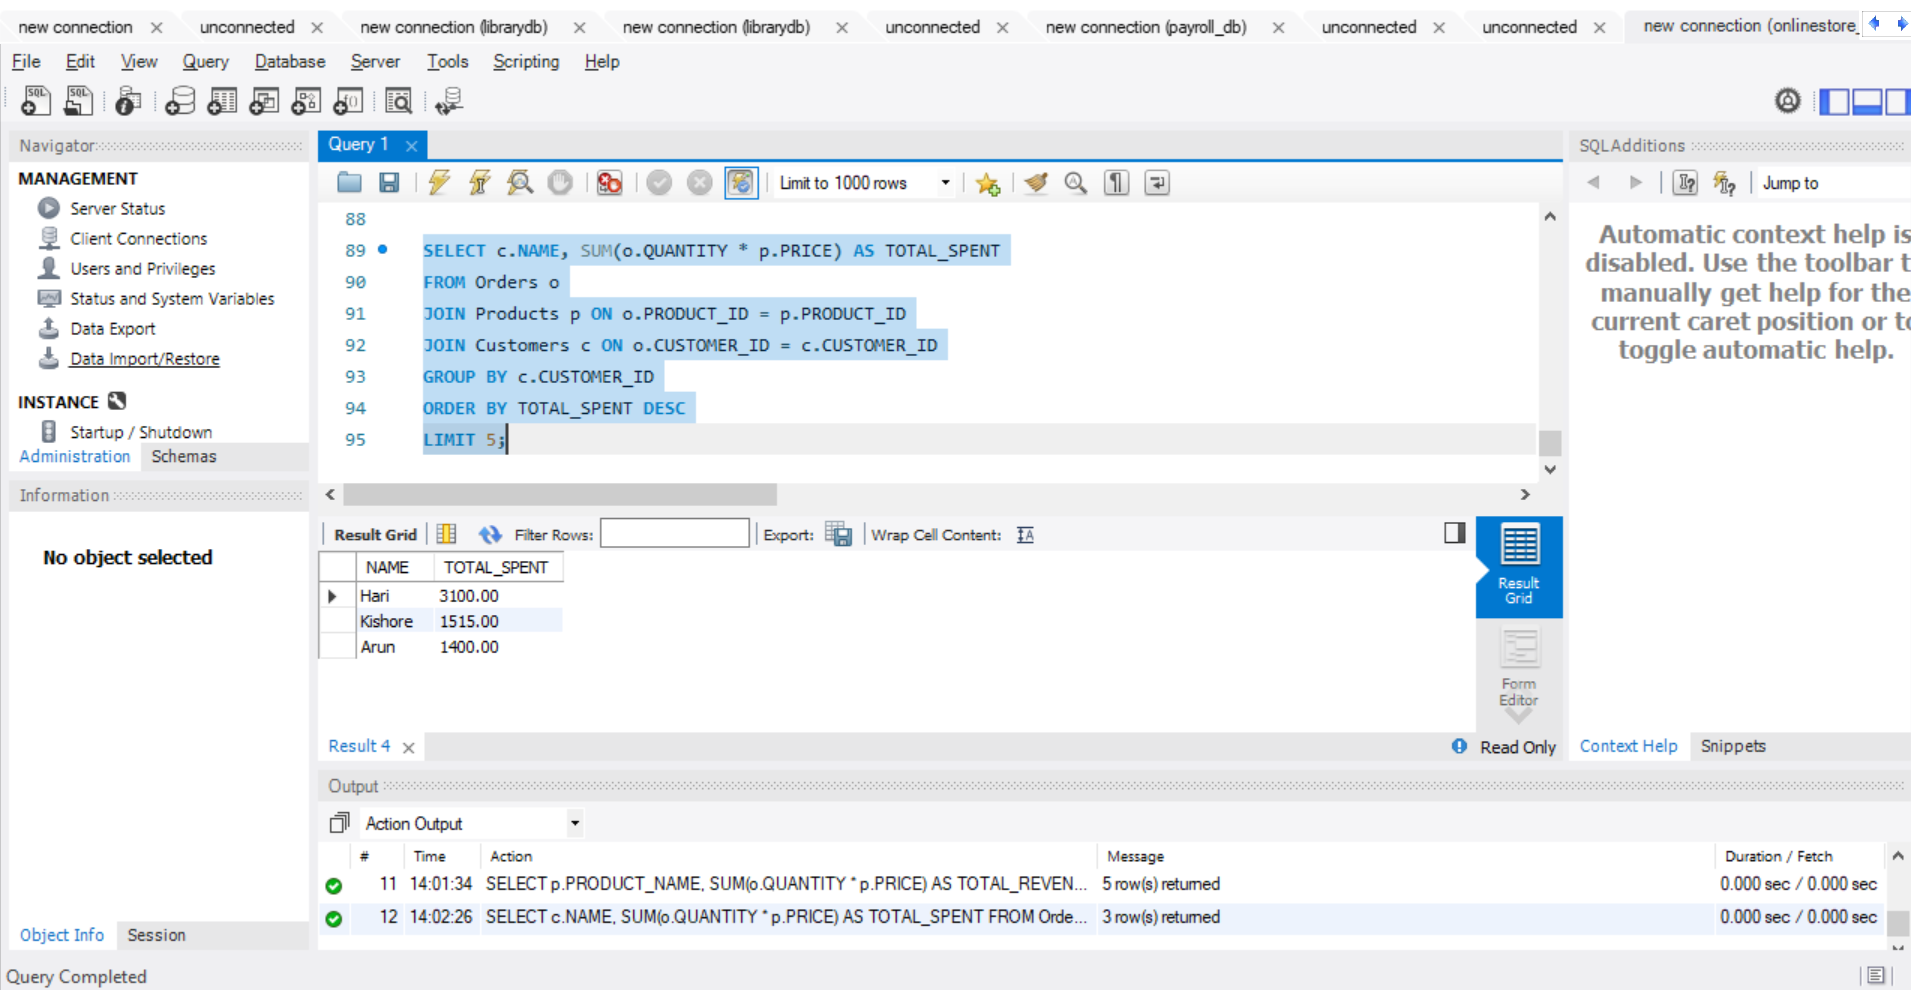 new connection
unconnected
new connection (librarydb)
new connection (librarydb)
unconnected
new connection (payroll_db)
unconnected
unconnected
new connection (onlinestore_
File Edit View Query Database Server Tools Scripting Help
Navigator
MANAGEMENT
Server Status
Client Connections
Users and Privileges
Status and System Variables
Data Export
Data Import/Restore
INSTANCE
Startup / Shutdown
Administration Schemas
Information
No object selected
Object Info Session
Query 1
Limit to 1000 rows
88
89 SELECT c.NAME, SUM(o.QUANTITY * p.PRICE) AS TOTAL_SPENT
90 FROM Orders o
91 JOIN Products p ON o.PRODUCT_ID = p.PRODUCT_ID
92 JOIN Customers c ON o.CUSTOMER_ID = c.CUSTOMER_ID
93 GROUP BY c.CUSTOMER_ID
94 ORDER BY TOTAL_SPENT DESC
95 LIMIT 5;
Result Grid Filter Rows: Export: Wrap Cell Content:
NAME TOTAL_SPENT
Hari 3100.00
Kishore 1515.00
Arun 1400.00
Result
Grid
Form
Editor
Result 4
Read Only
SQLAdditions
Jump to
Automatic context help is
disabled. Use the toolbar t
manually get help for the
current caret position or to
toggle automatic help.
Context Help Snippets
Output
Action Output
# Time Action Message Duration / Fetch
11 14:01:34 SELECT p.PRODUCT_NAME, SUM(o.QUANTITY * p.PRICE) AS TOTAL_REVEN... 5 row(s) returned 0.000 sec / 0.000 sec
12 14:02:26 SELECT c.NAME, SUM(o.QUANTITY * p.PRICE) AS TOTAL_SPENT FROM Orde... 3 row(s) returned 0.000 sec / 0.000 sec
Query Completed